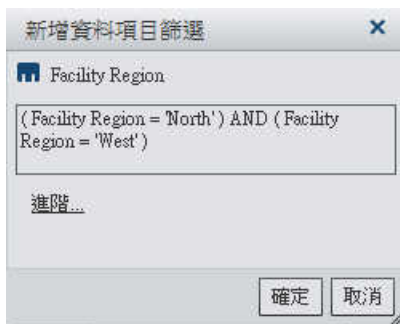 新增資料項目篩選
Facility Region
( Facility Region = 'North' ) AND ( Facility
Region = 'West' )
進階...
確定
取消